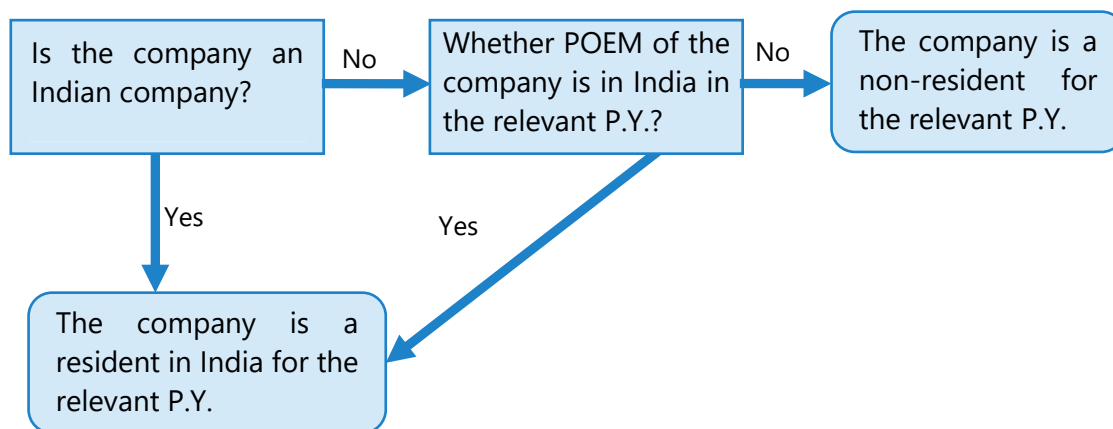 Is the company an
Indian company?
No
Whether POEM of the
company is in India in
the relevant P.Y.?
No
The company is a
non-resident for
the relevant P.Y.
Yes
Yes
The company is a
resident in India for the
relevant P.Y.